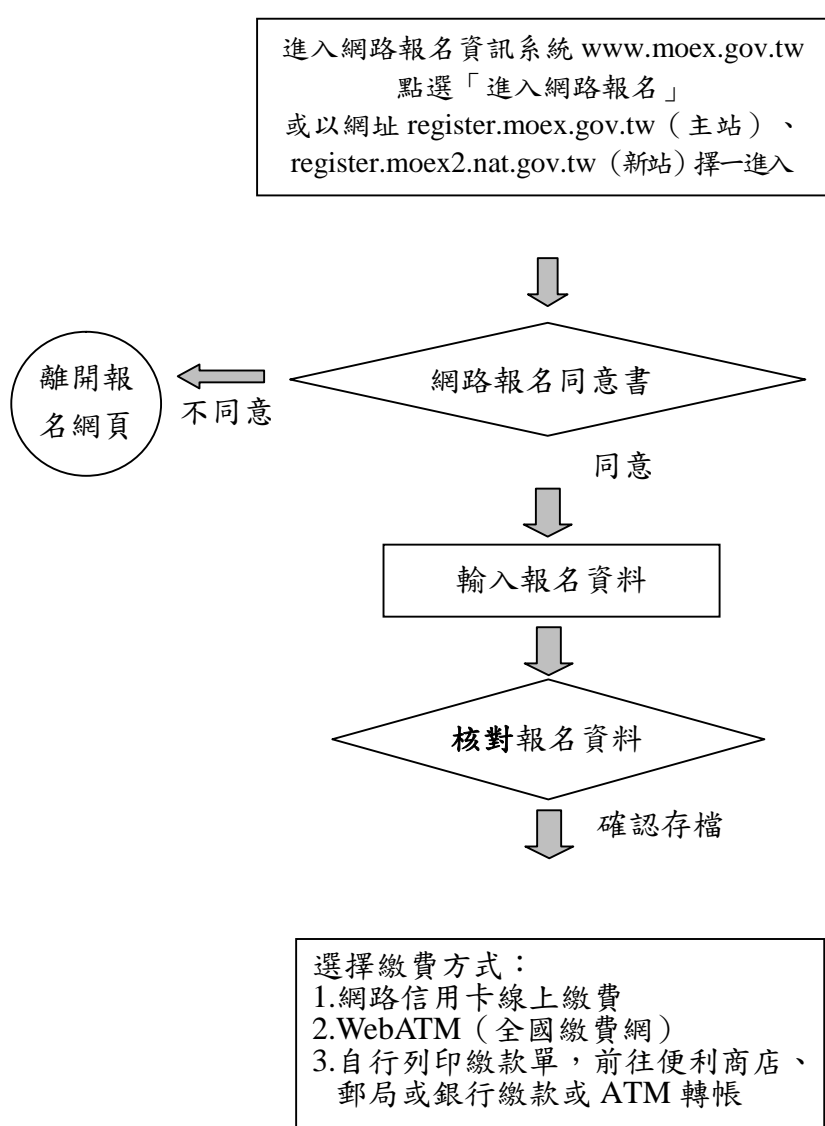 進入網路報名資訊系統 www.moex.gov.tw
點選「進入網路報名」
或以網址 register.moex.gov.tw（主站）、
register.moex2.nat.gov.tw（新站）擇一進入
網路報名同意書
離開報
名網頁
不同意
同意
輸入報名資料
核對報名資料
確認存檔
選擇繳費方式：
1.網路信用卡線上繳費
2.WebATM（全國繳費網）
3.自行列印繳款單，前往便利商店、
郵局或銀行繳款或 ATM 轉帳